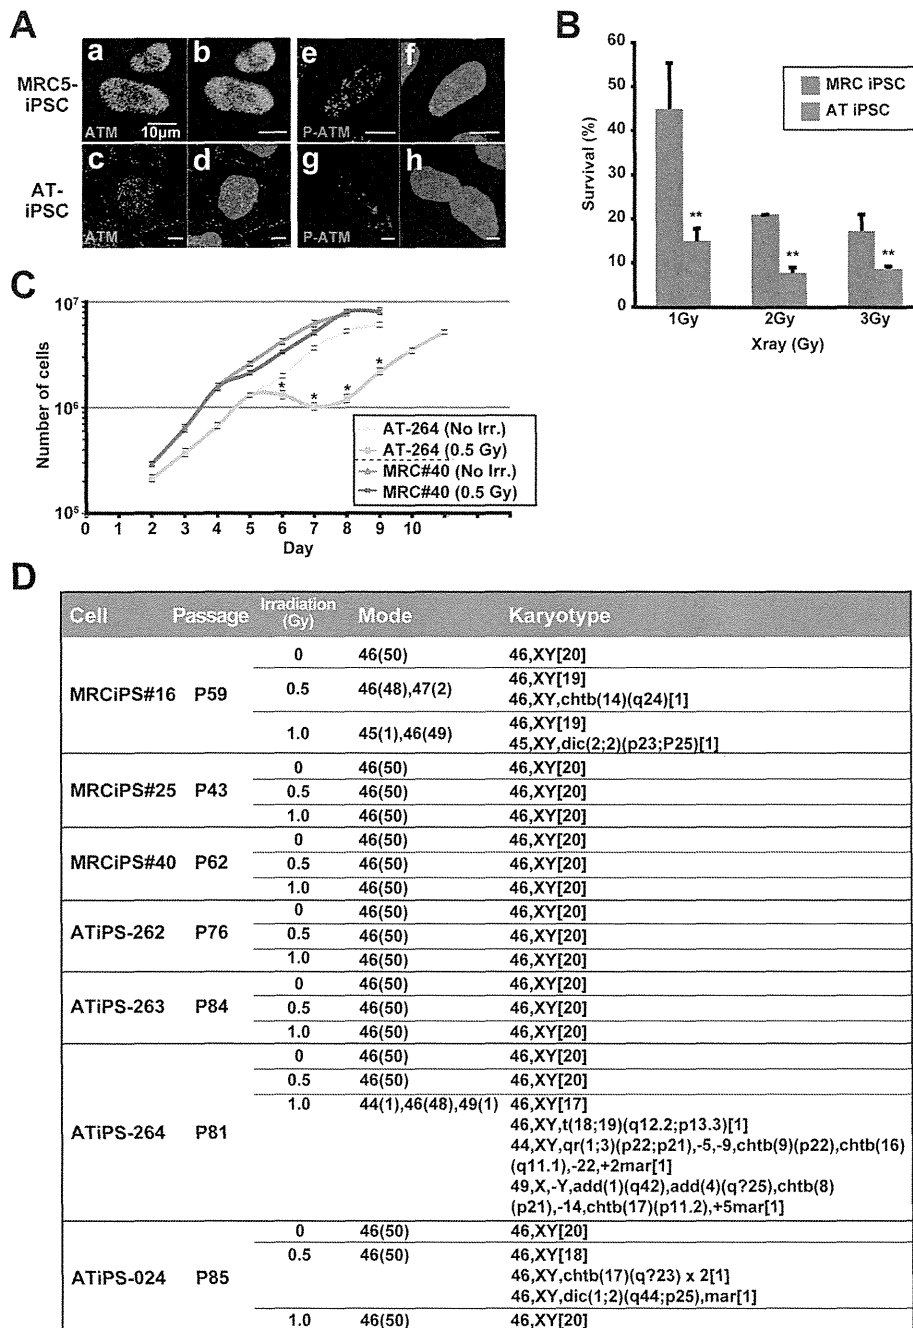 A
MRC5-
iPSC
AT-
iPSC
a
b
e
f
ATM
10μm
P-ATM
c
d
g
h
ATM
P-ATM
B
60
50
40
30
20
10
0
Survival (%)
MRC iPSC
AT iPSC
**
**
**
1Gy
2Gy
3Gy
Xray (Gy)
C
10⁷
10⁶
10⁵
Number of cells
*
*
*
*
AT-264 (No Irr.)
AT-264 (0.5 Gy)
MRC#40 (No Irr.)
MRC#40 (0.5 Gy)
0 1 2 3 4 5 6 7 8 9 10
Day
D
Cell Passage Irradiation (Gy) Mode Karyotype
0 46(50) 46,XY[20]
MRCiPS#16 P59 0.5 46(48),47(2) 46,XY[19]
46,XY,chtb(14)(q24)[1]
1.0 45(1),46(49) 46,XY[19]
45,XY,dic(2;2)(p23;P25)[1]
0 46(50) 46,XY[20]
MRCiPS#25 P43 0.5 46(50) 46,XY[20]
1.0 46(50) 46,XY[20]
0 46(50) 46,XY[20]
MRCiPS#40 P62 0.5 46(50) 46,XY[20]
1.0 46(50) 46,XY[20]
0 46(50) 46,XY[20]
ATiPS-262 P76 0.5 46(50) 46,XY[20]
1.0 46(50) 46,XY[20]
0 46(50) 46,XY[20]
ATiPS-263 P84 0.5 46(50) 46,XY[20]
1.0 46(50) 46,XY[20]
0 46(50) 46,XY[20]
0.5 46(50) 46,XY[20]
ATiPS-264 P81 1.0 44(1),46(48),49(1) 46,XY[17]
46,XY,t(18;19)(q12.2;p13.3)[1]
44,XY,qr(1;3)(p22;p21),-5,-9,chtb(9)(p22),chtb(16)
(q11.1),-22,+2mar[1]
49,X,-Y,add(1)(q42),add(4)(q?25),chtb(8)
(p21),-14,chtb(17)(p11.2),+5mar[1]
0 46(50) 46,XY[20]
ATiPS-024 P85 0.5 46(50) 46,XY[18]
46,XY,chtb(17)(q?23) x 2[1]
46,XY,dic(1;2)(q44;p25),mar[1]
1.0 46(50) 46,XY[20]